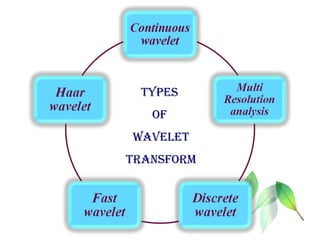 Continuous
wavelet
Multi
Resolution
analysis
Discrete
wavelet
Fast
wavelet
Haar
wavelet
TYPES
OF
WAVELET
TRANSFORM